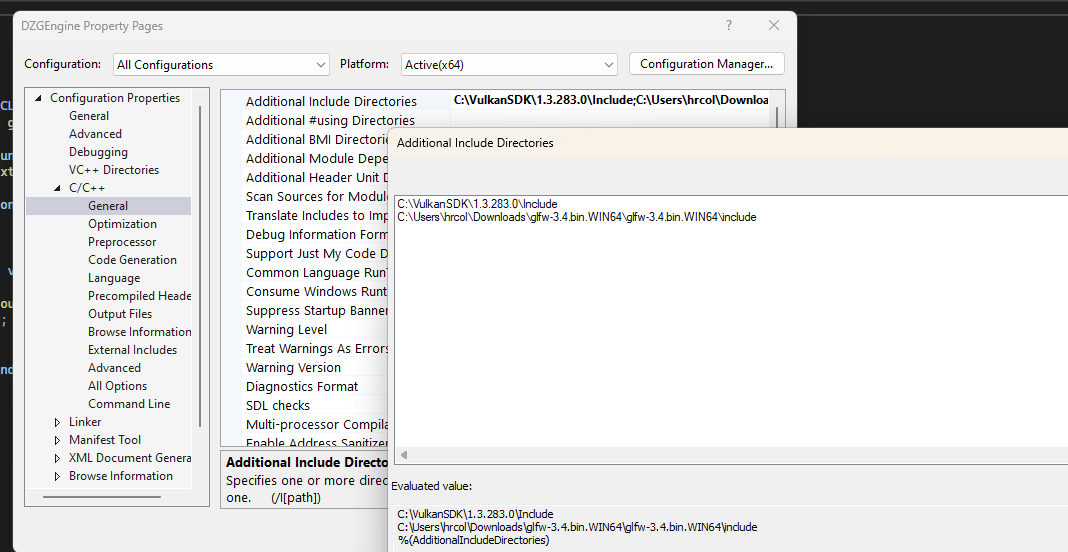 DZGEngine Property Pages
Configuration: All Configurations Platform: Active(x64) Configuration Manager...
Configuration Properties
General
Advanced
Debugging
VC++ Directories
C/C++
General
Optimization
Preprocessor
Code Generation
Language
Precompiled Heade
Output Files
Browse Information
External Includes
Advanced
All Options
Command Line
Linker
Manifest Tool
XML Document Genera
Browse Information
Additional Include Directories C:\VulkanSDK\1.3.283.0\Include;C:\Users\hrcol\Downloa
Additional #using Directories
Additional BMI Directorie
Additional Module Depe
Additional Header Unit D
Scan Sources for Module
Translate Includes to Imp
Debug Information Form
Support Just My Code D
Common Language RunT
Consume Windows Runt
Suppress Startup Banner
Warning Level
Treat Warnings As Errors
Warning Version
Diagnostics Format
SDL checks
Multi-processor Compila
Enable Address Sanitizer
Additional Include Directo
Specifies one or more direc
one. (/I[path])
Additional Include Directories
C:\VulkanSDK\1.3.283.0\Include
C:\Users\hrcol\Downloads\glfw-3.4.bin.WIN64\glfw-3.4.bin.WIN64\include
Evaluated value:
C:\VulkanSDK\1.3.283.0\Include
C:\Users\hrcol\Downloads\glfw-3.4.bin.WIN64\glfw-3.4.bin.WIN64\include
%(AdditionalIncludeDirectories)